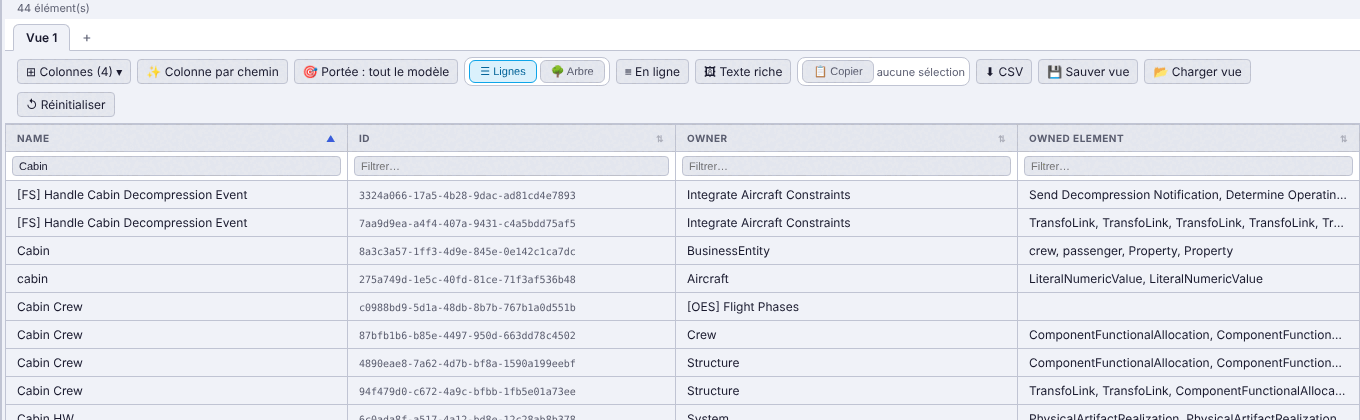 44 élément(s)
Vue 1 +
⊞ Colonnes (4) ▾ ✨ Colonne par chemin 🎯 Portée : tout le modèle ☰ Lignes 🌳 Arbre ≡ En ligne 🖼 Texte riche 📋 Copier aucune sélection ⬇ CSV 💾 Sauver vue 📂 Charger vue
↺ Réinitialiser
NAME ▲ ID ⇅ OWNER ⇅ OWNED ELEMENT ⇅
Cabin Filtrer… Filtrer… Filtrer…
[FS] Handle Cabin Decompression Event 3324a066-17a5-4b28-9dac-ad81cd4e7893 Integrate Aircraft Constraints Send Decompression Notification, Determine Operatin…
[FS] Handle Cabin Decompression Event 7aa9d9ea-a4f4-407a-9431-c4a5bdd75af5 Integrate Aircraft Constraints TransfoLink, TransfoLink, TransfoLink, TransfoLink, Tr…
Cabin 8a3c3a57-1ff3-4d9e-845e-0e142c1ca7dc BusinessEntity crew, passenger, Property, Property
cabin 275a749d-1e5c-40fd-81ce-71f3af536b48 Aircraft LiteralNumericValue, LiteralNumericValue
Cabin Crew c0988bd9-5d1a-48db-8b7b-767b1a0d551b [OES] Flight Phases
Cabin Crew 87bfb1b6-b85e-4497-950d-663dd78c4502 Crew ComponentFunctionalAllocation, ComponentFunction…
Cabin Crew 4890eae8-7a62-4d7b-bf8a-1590a199eebf Structure ComponentFunctionalAllocation, ComponentFunction…
Cabin Crew 94f479d0-c672-4a9c-bfbb-1fb5e01a73ee Structure TransfoLink, TransfoLink, ComponentFunctionalAlloca…
Cabin HW 6c0ada8f-a517-4a12-bd8e-12c28ab8b378 System PhysicalArtifactRealization, PhysicalArtifactRealization